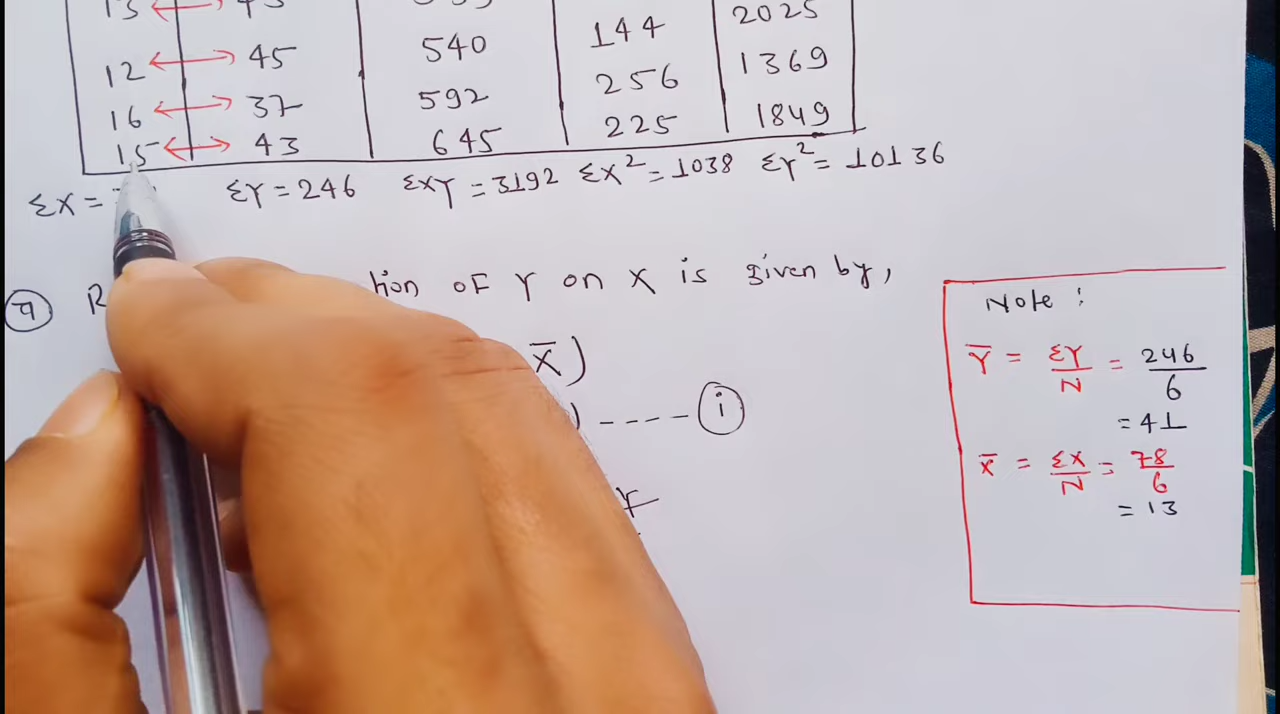 2025
12 45 540 144 1369
16 37 592 256 1849
15 43 645 225
ΣX = ΣY = 246 ΣXY = 3192 ΣX² = 1038 ΣY² = 10136
a) tion of Y on X is given by,
X̄)
) ---- i
Note :
Ȳ = ΣY/N = 246/6
= 41
X̄ = ΣX/N = 78/6
= 13